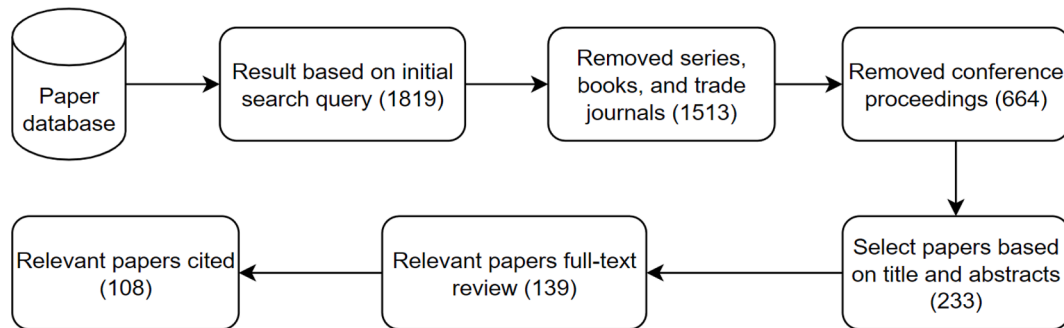 Paper
database
Result based on initial
search query (1819)
Removed series,
books, and trade
journals (1513)
Removed conference
proceedings (664)
Select papers based
on title and abstracts
(233)
Relevant papers full-text
review (139)
Relevant papers cited
(108)